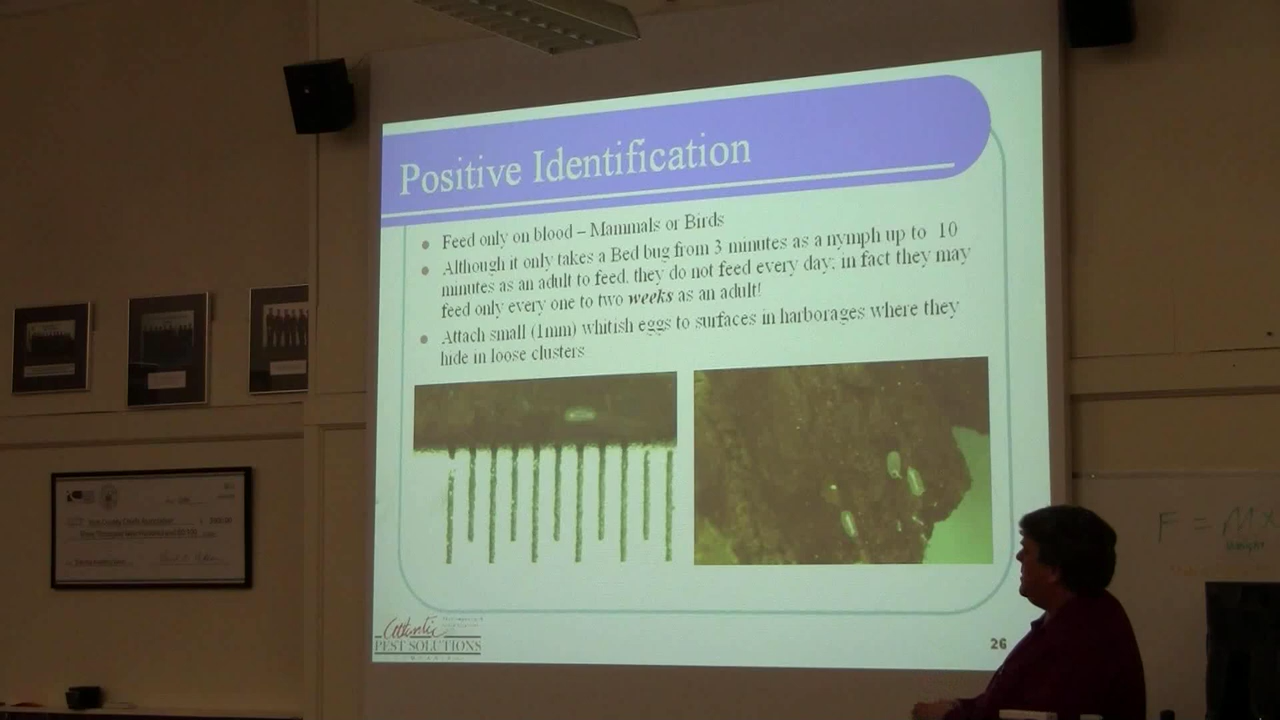 Positive Identification
Feed only on blood – Mammals or Birds
Although it only takes a Bed bug from 3 minutes as a nymph up to 10
minutes as an adult to feed, they do not feed every day; in fact they may
feed only every one to two weeks as an adult!
Attach small (1mm) whitish eggs to surfaces in harborages where they
hide in loose clusters
Atlantic
PEST SOLUTIONS
26
F = M